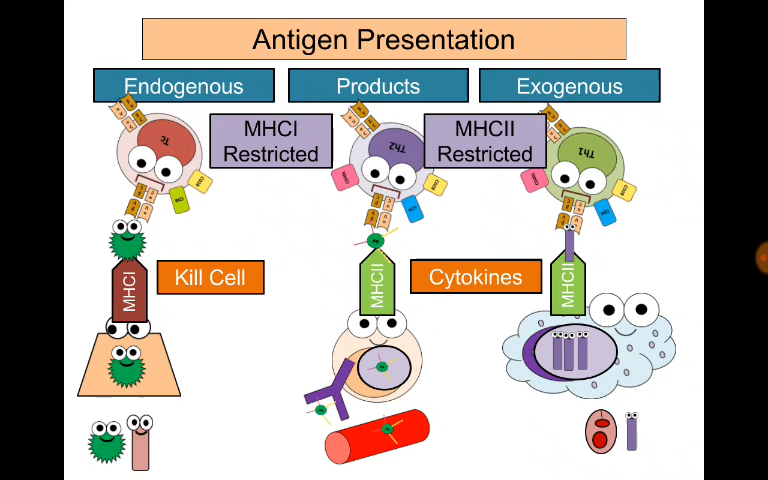 Antigen Presentation
Endogenous
Products
Exogenous
MHCI
Restricted
MHCII
Restricted
Tc
Th2
Th1
MHCI
Kill Cell
MHCII
Cytokines
MHCII